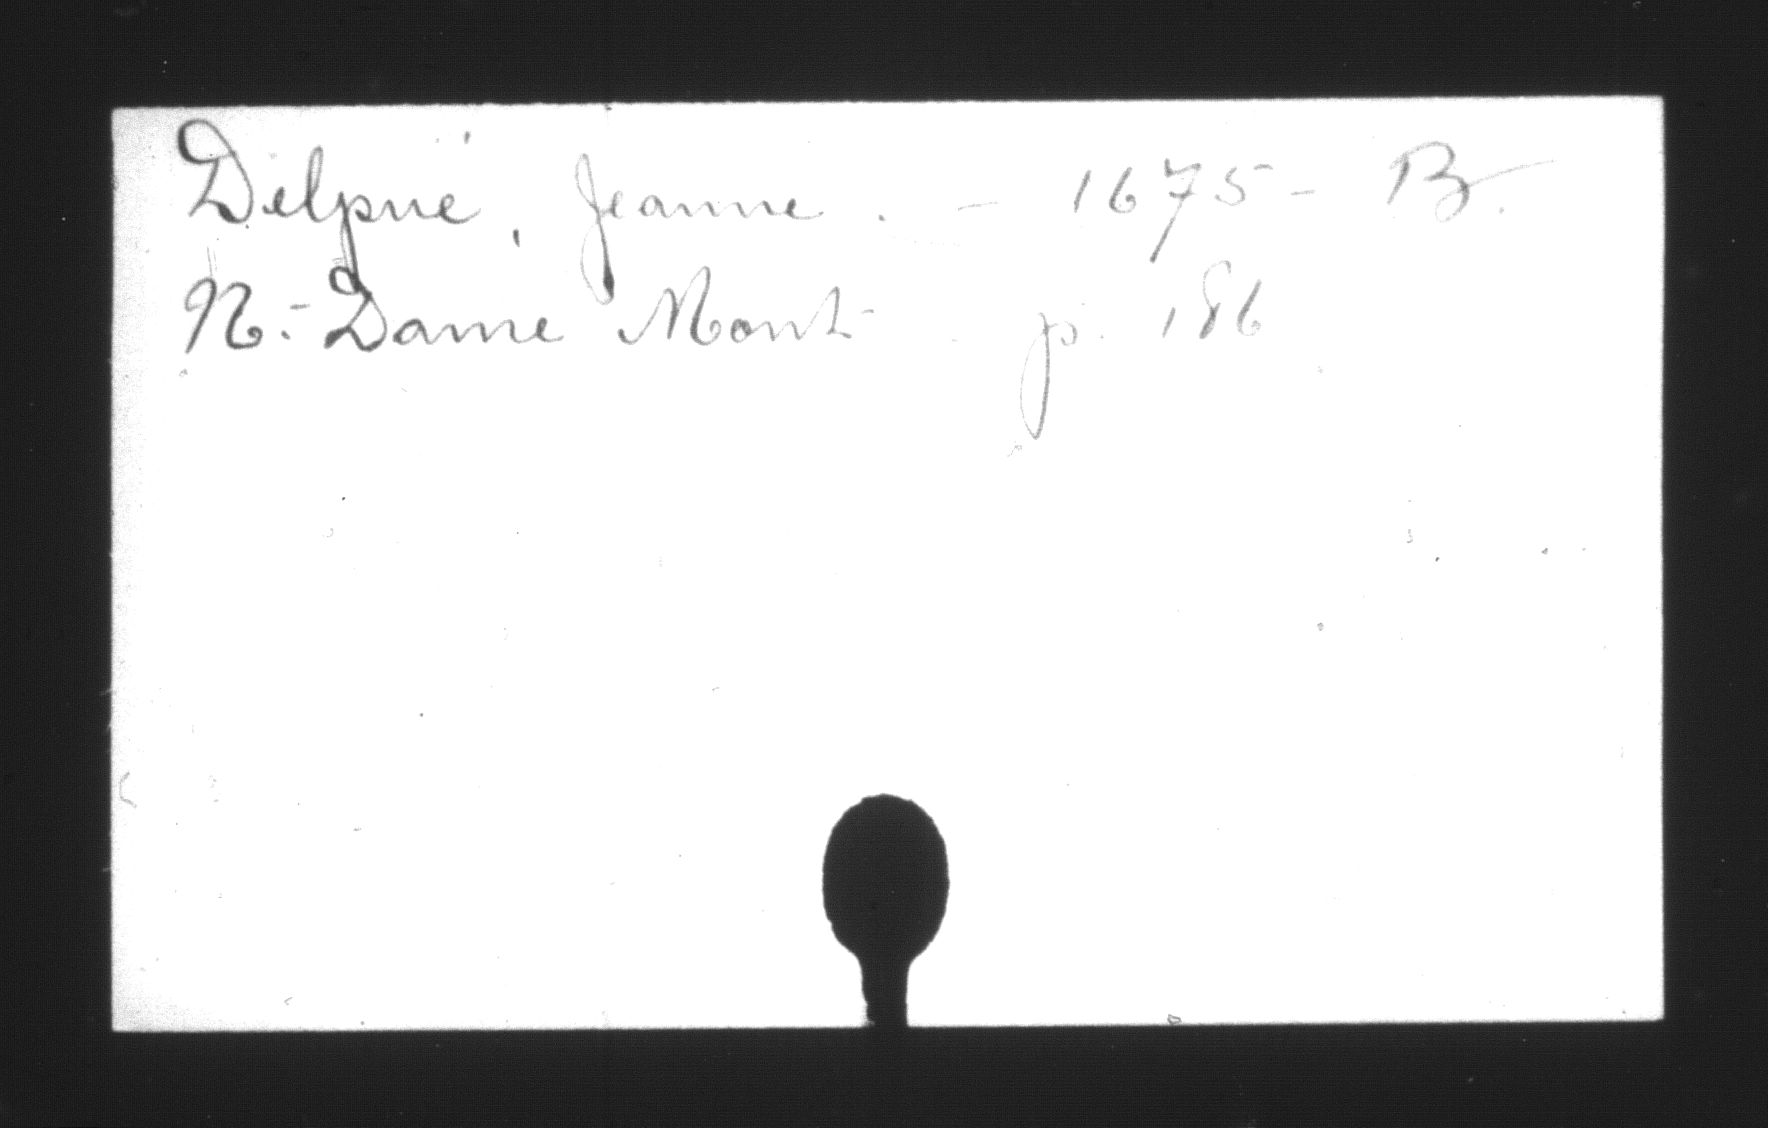 Delpué, Jeanne. - 1675 - B.
N.-Dame Mont- p. 186